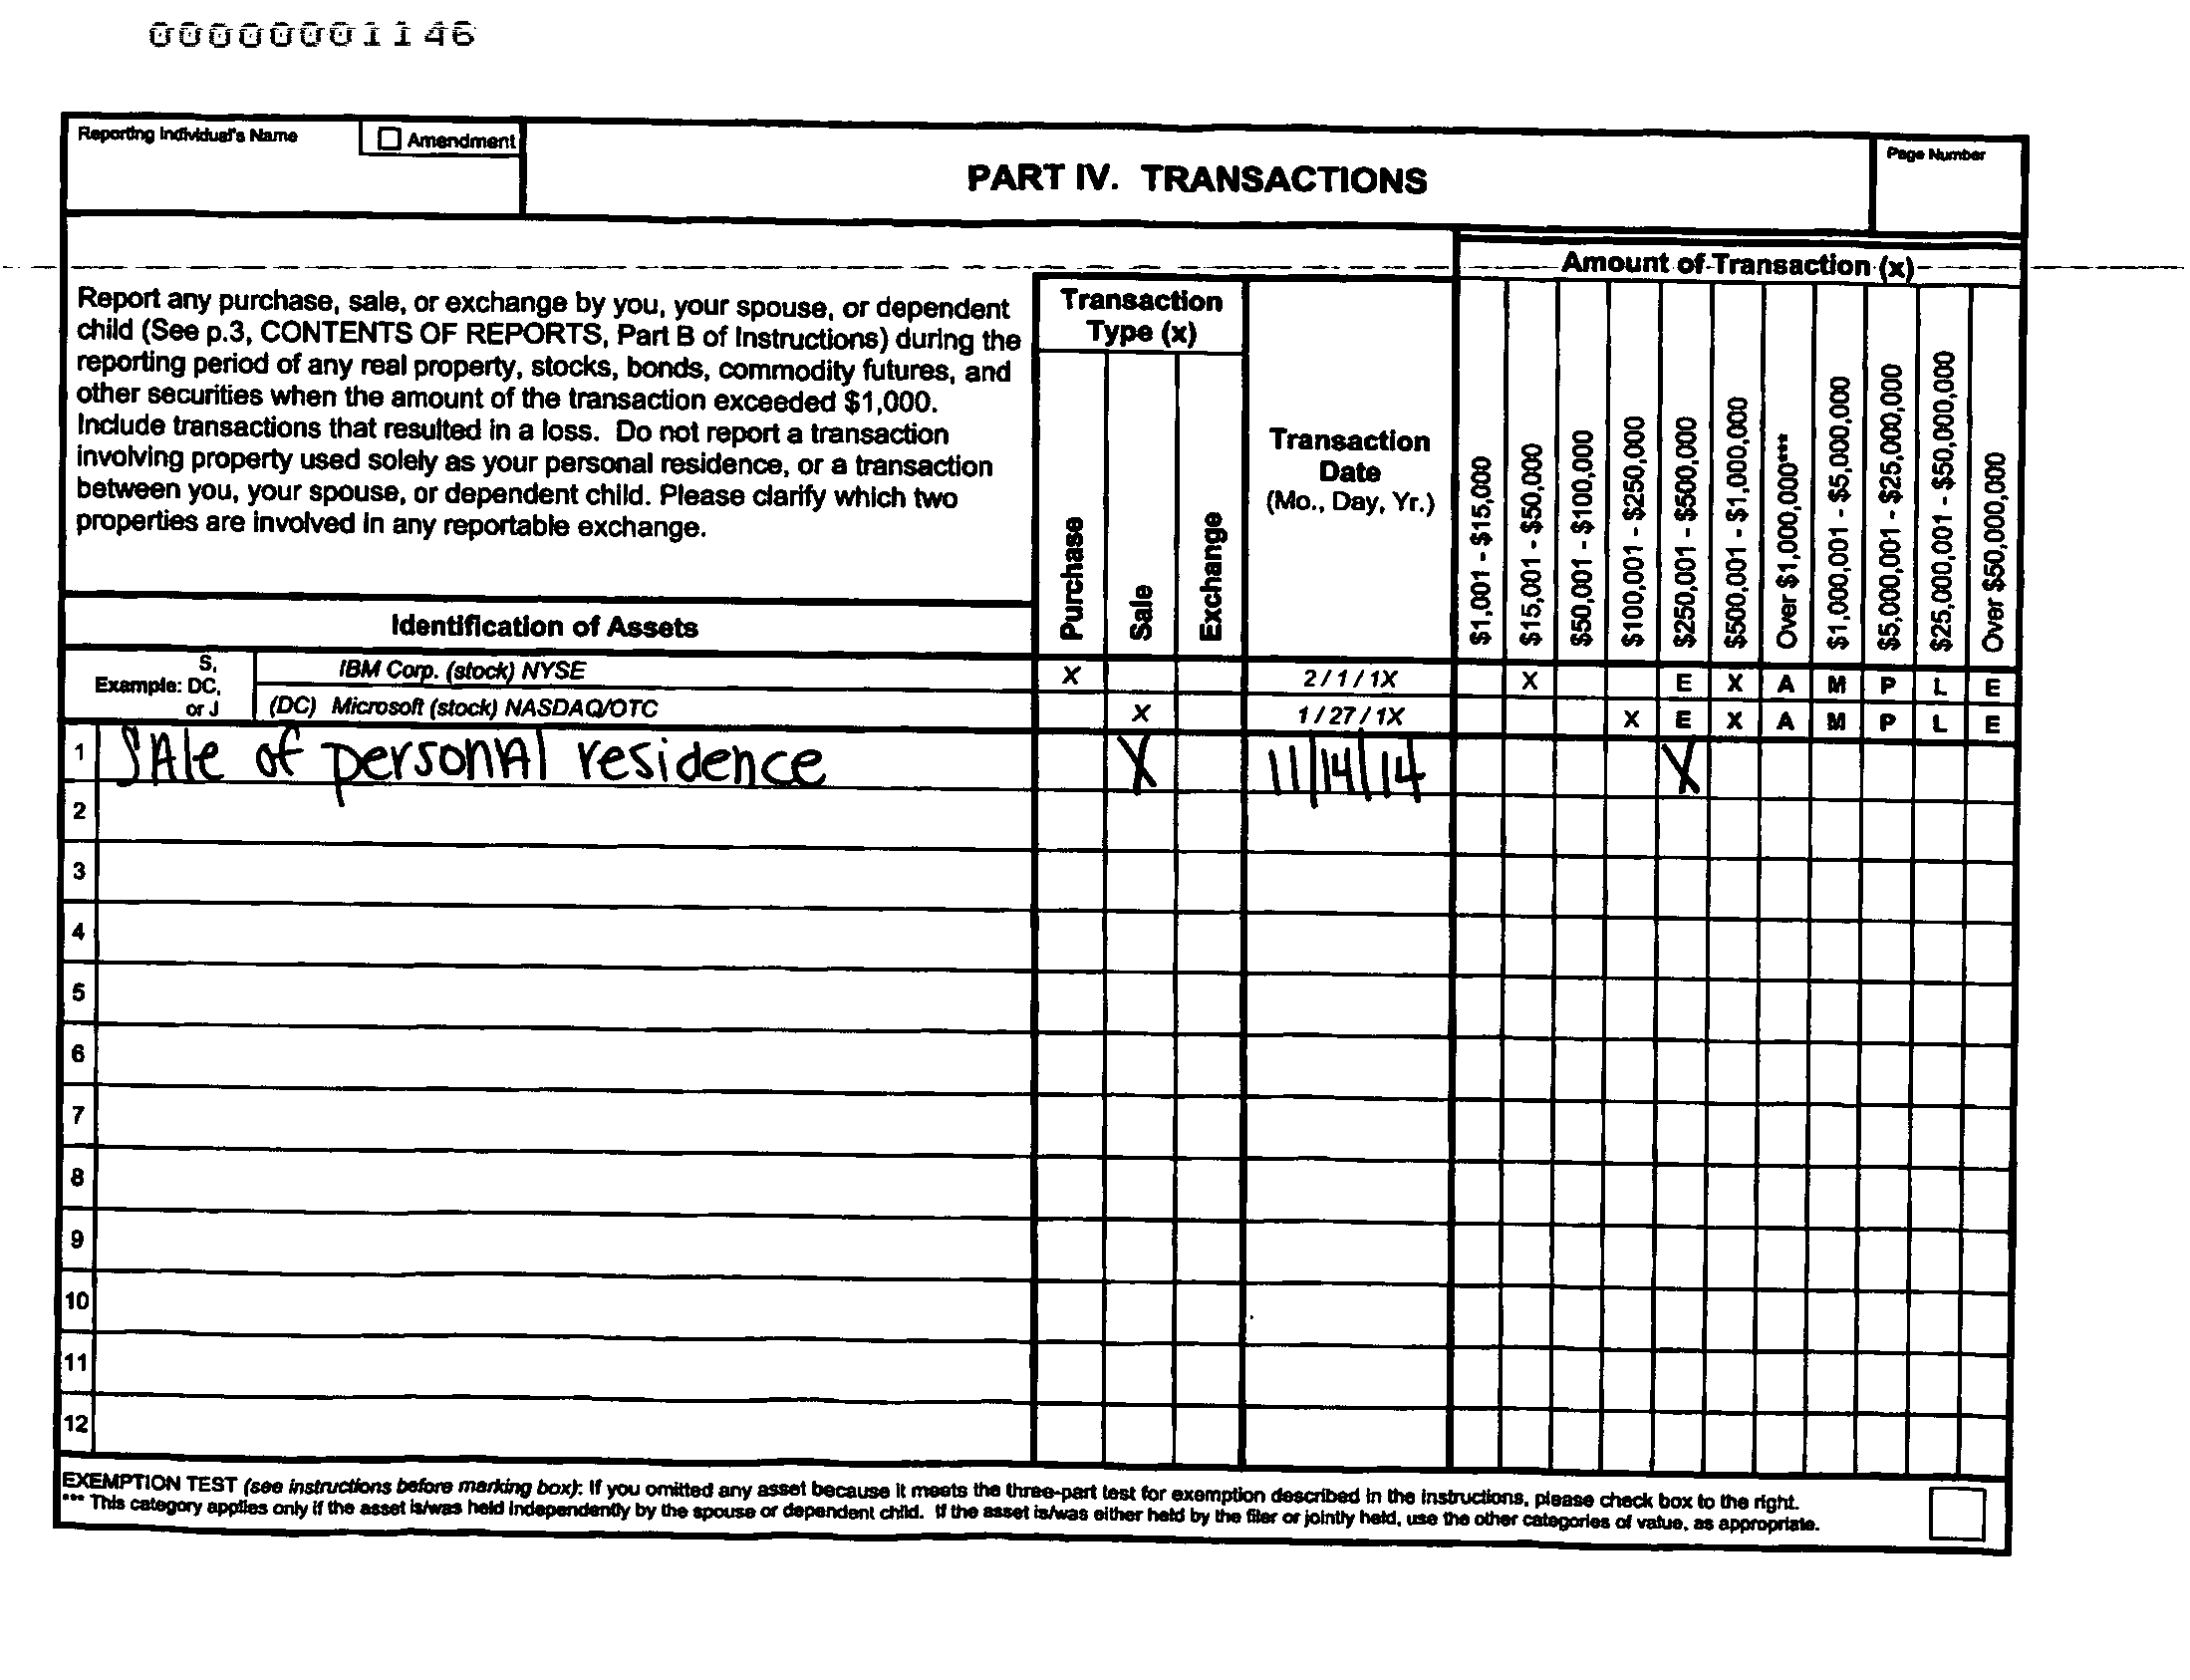 00000001146
Reporting Individual's Name
Amendment
PART IV. TRANSACTIONS
Page Number
Amount of Transaction (x)
Report any purchase, sale, or exchange by you, your spouse, or dependent
child (See p.3, CONTENTS OF REPORTS, Part B of Instructions) during the
reporting period of any real property, stocks, bonds, commodity futures, and
other securities when the amount of the transaction exceeded $1,000.
Include transactions that resulted in a loss. Do not report a transaction
involving property used solely as your personal residence, or a transaction
between you, your spouse, or dependent child. Please clarify which two
properties are involved in any reportable exchange.
Transaction
Type (x)
Purchase
Sale
Exchange
Transaction
Date
(Mo., Day, Yr.)
$1,001 - $15,000
$15,001 - $50,000
$50,001 - $100,000
$100,001 - $250,000
$250,001 - $500,000
$500,001 - $1,000,000
Over $1,000,000***
$1,000,001 - $5,000,000
$5,000,001 - $25,000,000
$25,000,001 - $50,000,000
Over $50,000,000
Identification of Assets
Example: S,
DC,
or J
IBM Corp. (stock) NYSE X 2 / 1 / 1X X E X A M P L E
(DC) Microsoft (stock) NASDAQ/OTC X 1 / 27 / 1X X E X A M P L E
1 SAle of personAl residence X 11/14/14 X
2
3
4
5
6
7
8
9
10
11
12
EXEMPTION TEST (see instructions before marking box): If you omitted any asset because it meets the three-part test for exemption described in the instructions, please check box to the right.
*** This category applies only if the asset is/was held independently by the spouse or dependent child. If the asset is/was either held by the filer or jointly held, use the other categories of value, as appropriate.